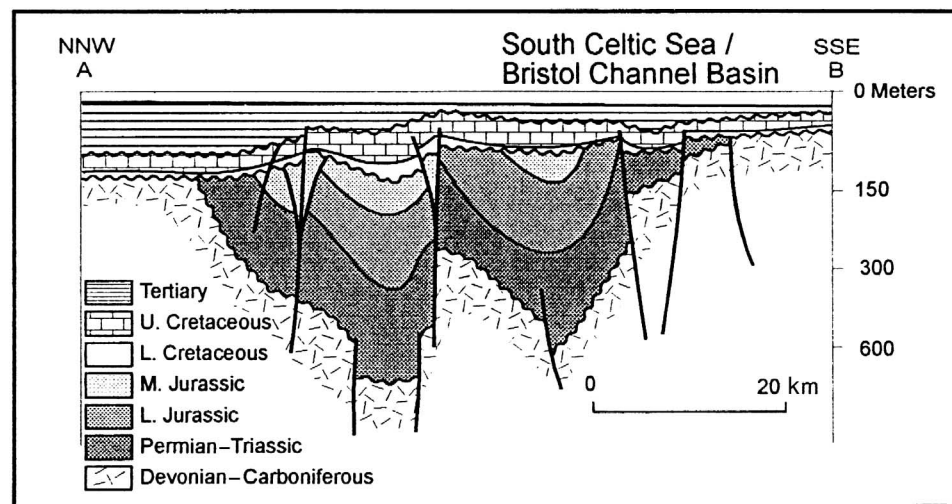 NNW
A
South Celtic Sea /
Bristol Channel Basin
SSE
B
0 Meters
150
300
600
Tertiary
U. Cretaceous
L. Cretaceous
M. Jurassic
L. Jurassic
Permian–Triassic
Devonian–Carboniferous
0 20 km